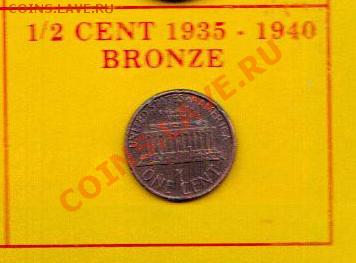 COINS.LAVE.RU
1/2 CENT 1935 - 1940
BRONZE
UNITED STATES OF AMERICA
ONE CENT
COINS.LAVE.RU